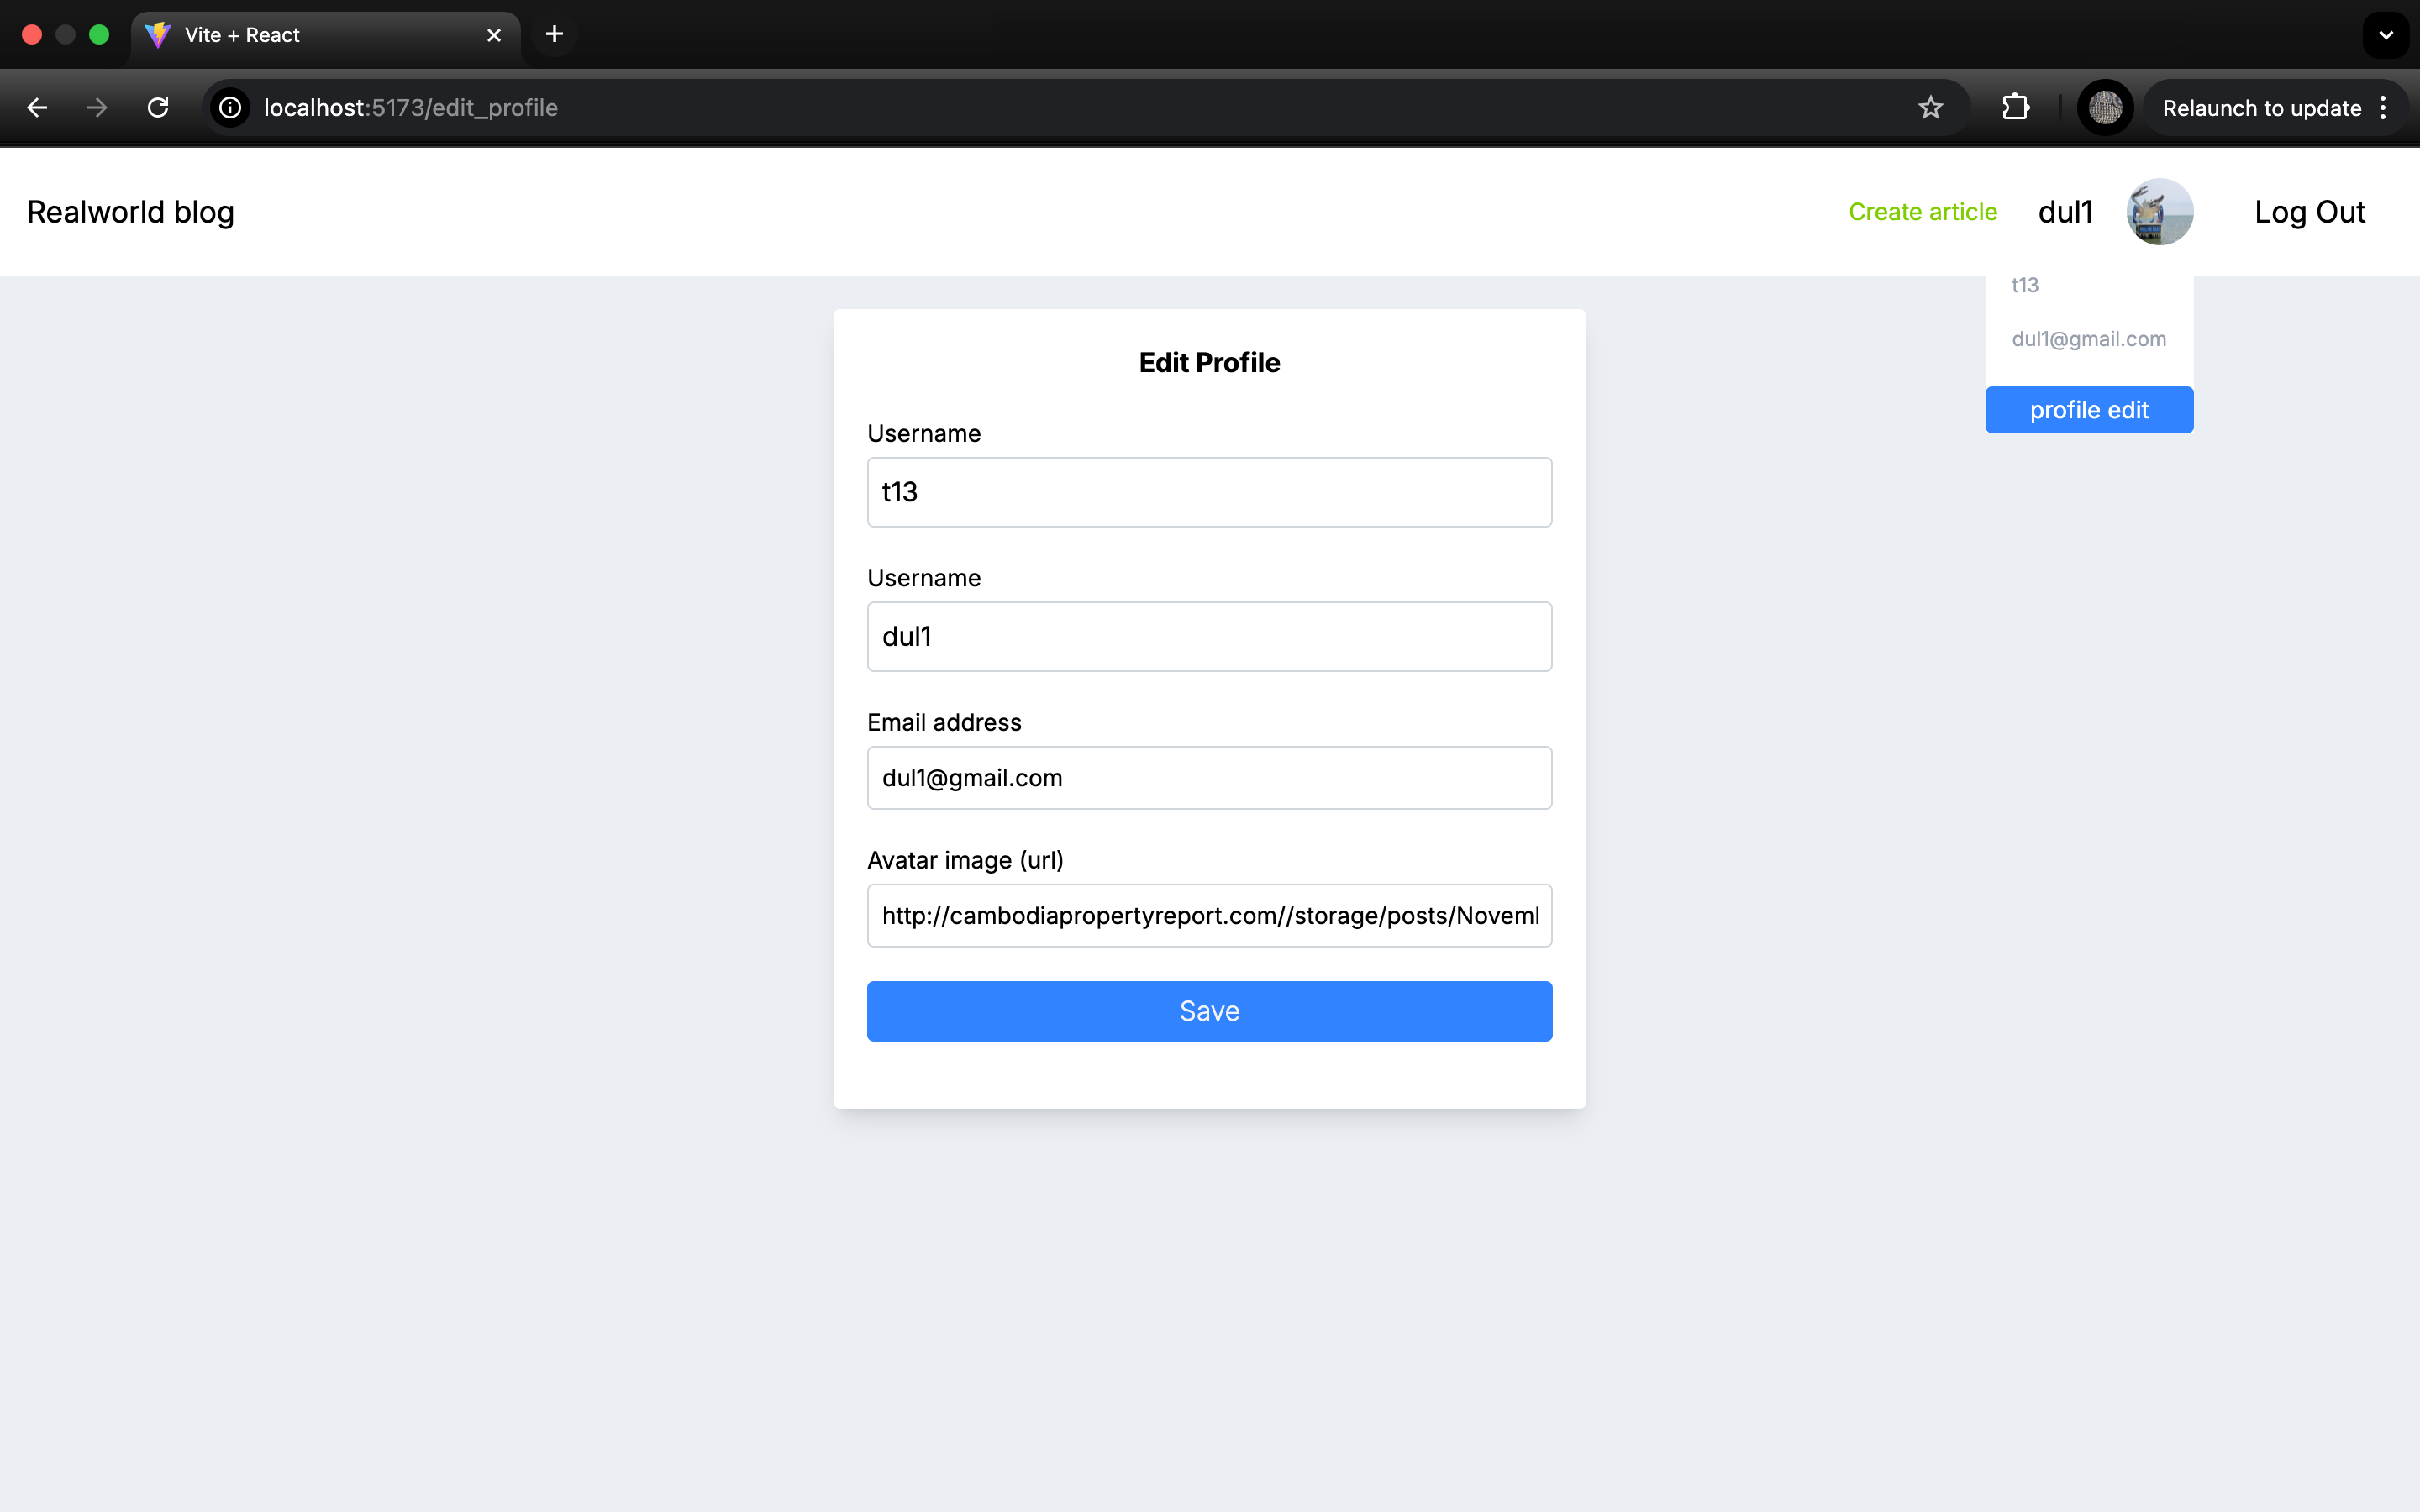 Vite + React
localhost:5173/edit_profile
Relaunch to update
Realworld blog
Create article
dul1
Log Out
t13
dul1@gmail.com
profile edit
Edit Profile
Username
t13
Username
dul1
Email address
dul1@gmail.com
Avatar image (url)
http://cambodiapropertyreport.com//storage/posts/Novem
Save